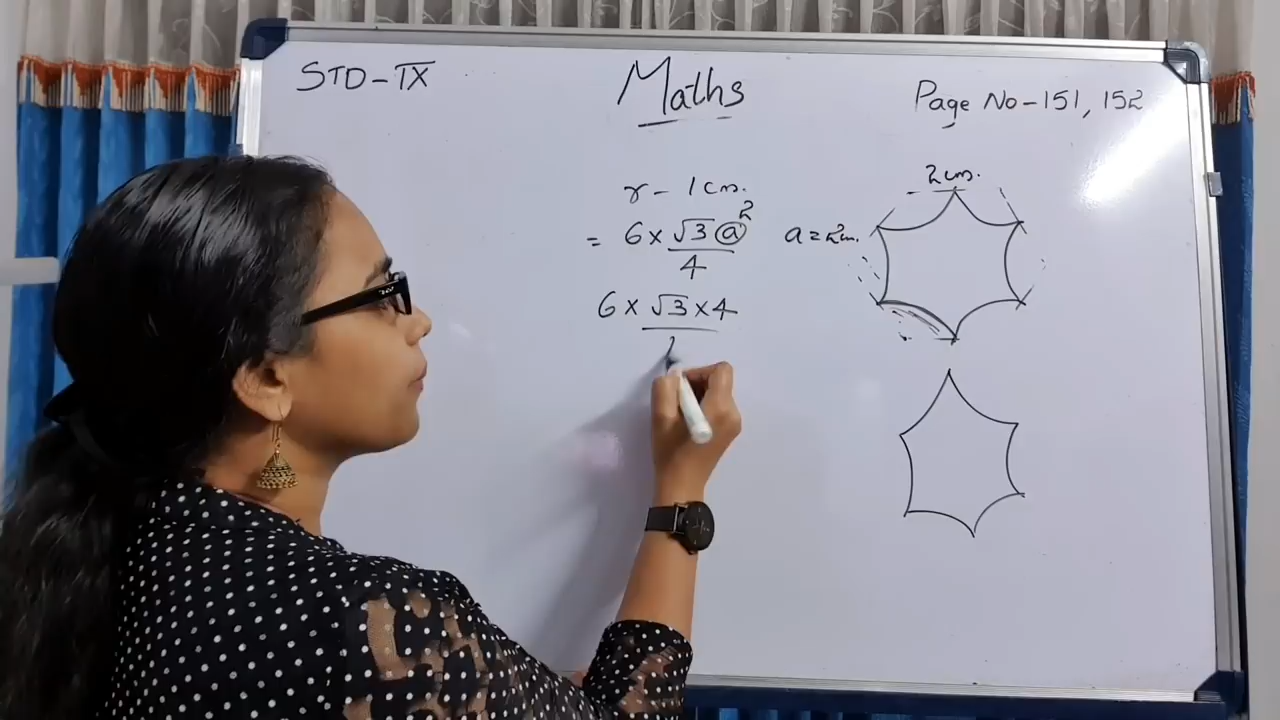 STD-IX
Maths
Page No-151, 152
r - 1cm.
= 6 × √3 a²
4
6 × √3 × 4
2cm.
a = 2cm.